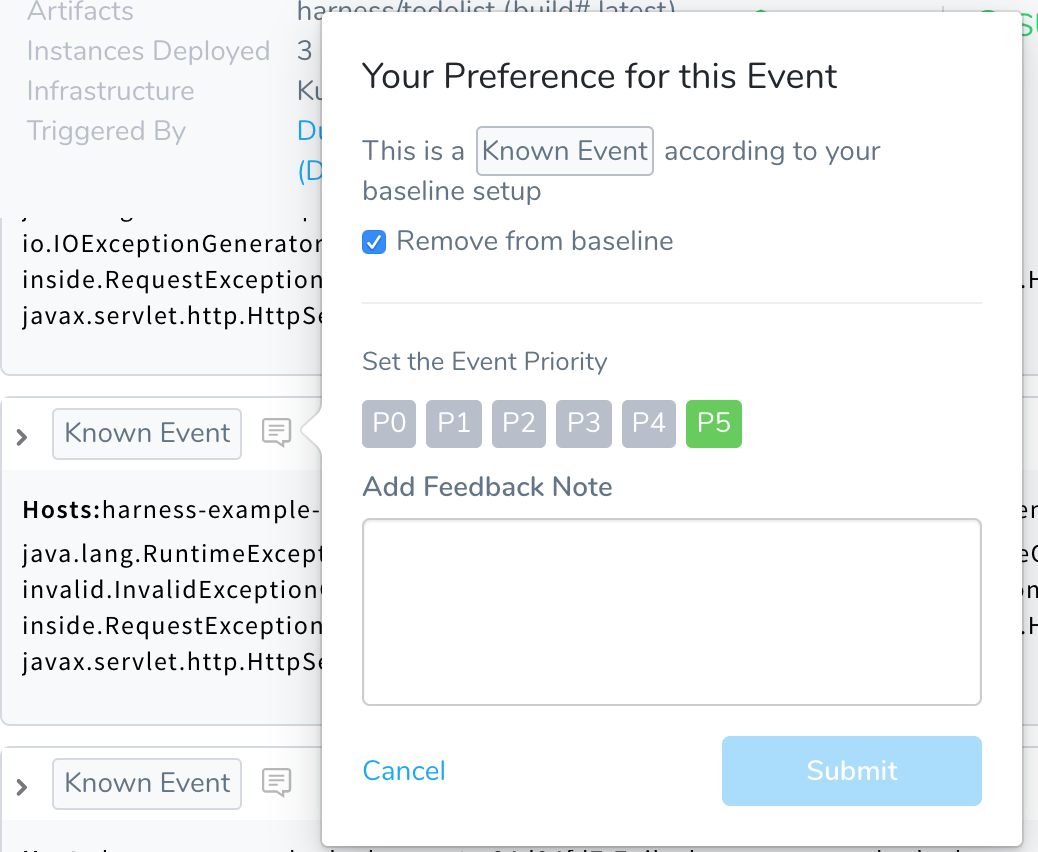 Artifacts
harness/todolist (build# latest)
Instances Deployed 3
Infrastructure
Triggered By
Your Preference for this Event
This is a Known Event according to your
baseline setup
Remove from baseline
Set the Event Priority
P0 P1 P2 P3 P4 P5
Add Feedback Note
Cancel
Submit
io.IOExceptionGenerator
inside.RequestException
javax.servlet.http.HttpSe
Known Event
Hosts:harness-example-
java.lang.RuntimeExcept
invalid.InvalidException
inside.RequestException
javax.servlet.http.HttpSe
Known Event